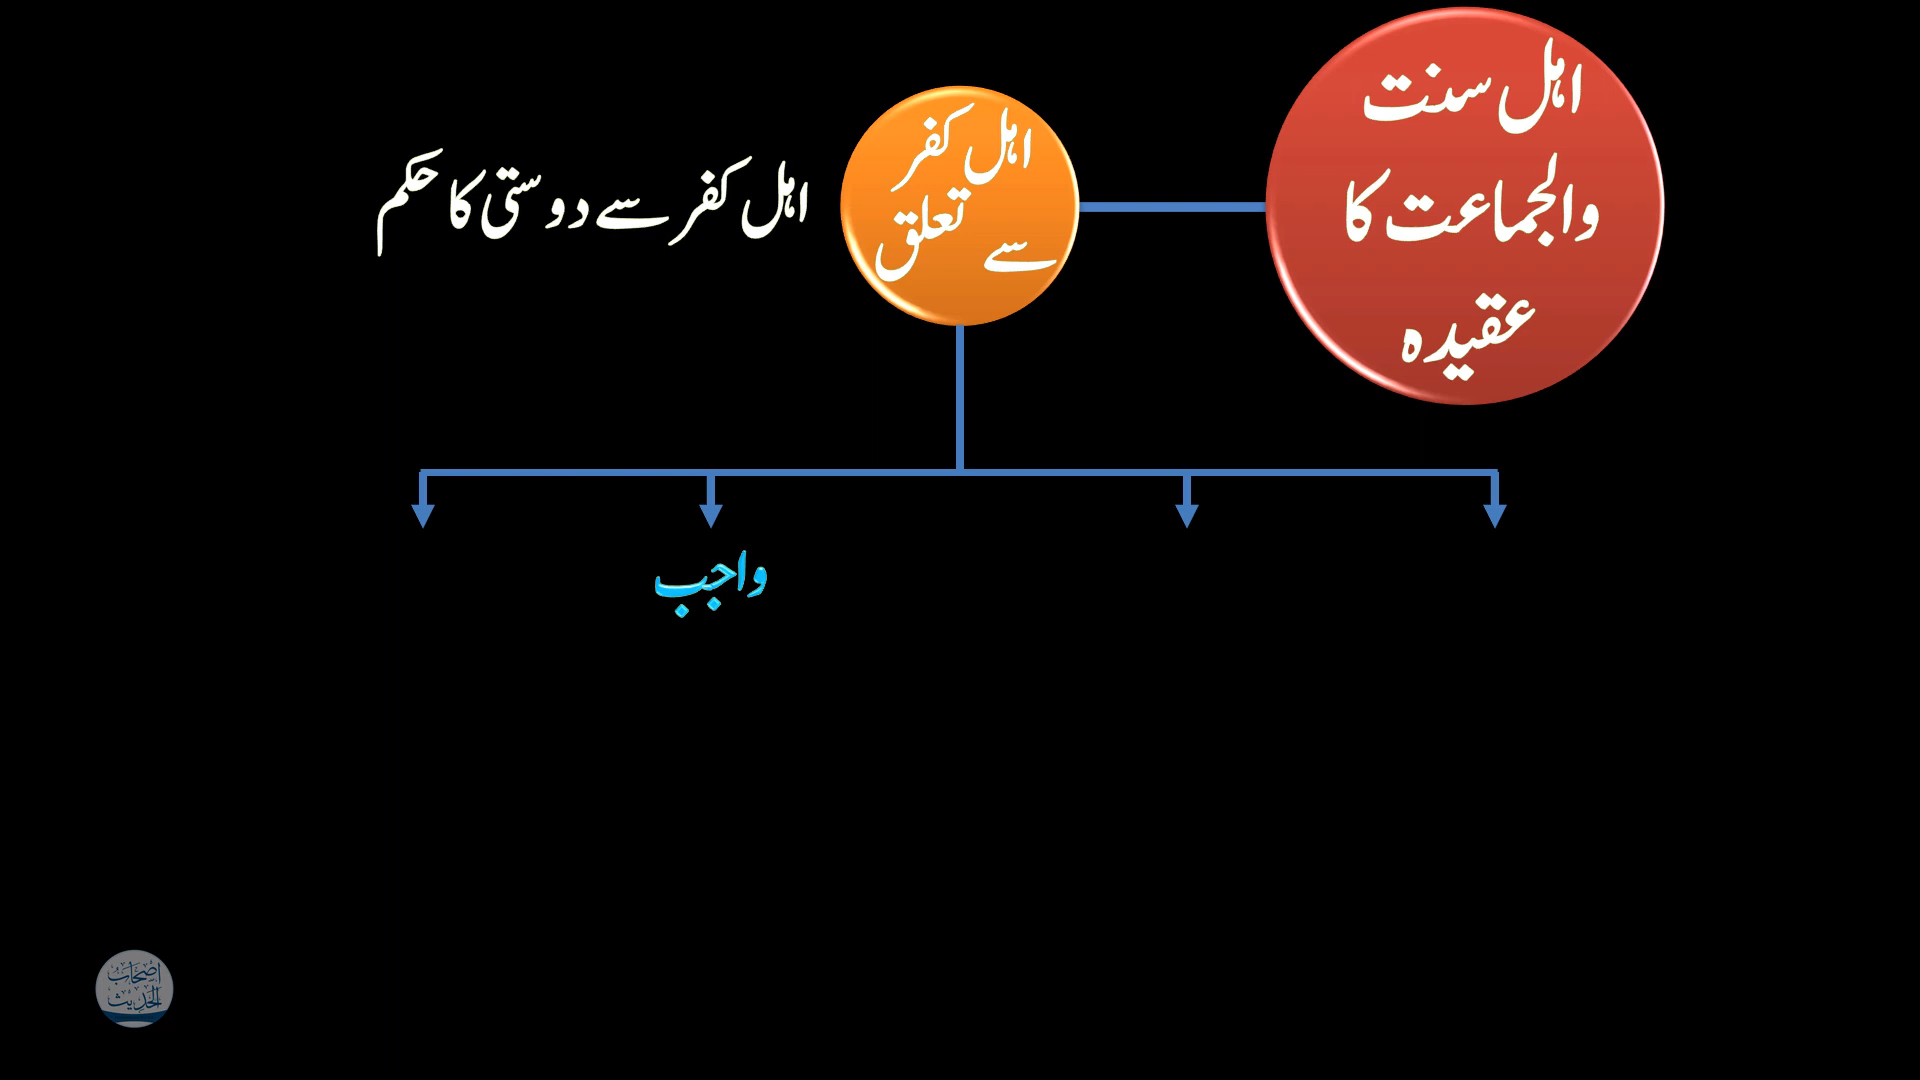 اہل سنت
والجماعت کا
عقیدہ
اہل کفر
سے تعلق
اہل کفر سے دوستی کا حکم
واجب
اصحاب
الحدیث